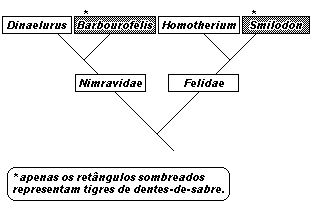 * *
Dinaelurus Barbourofelis Homotherium Smilodon
Nimravidae Felidae
*apenas os retângulos sombreados
representam tigres de dentes-de-sabre.